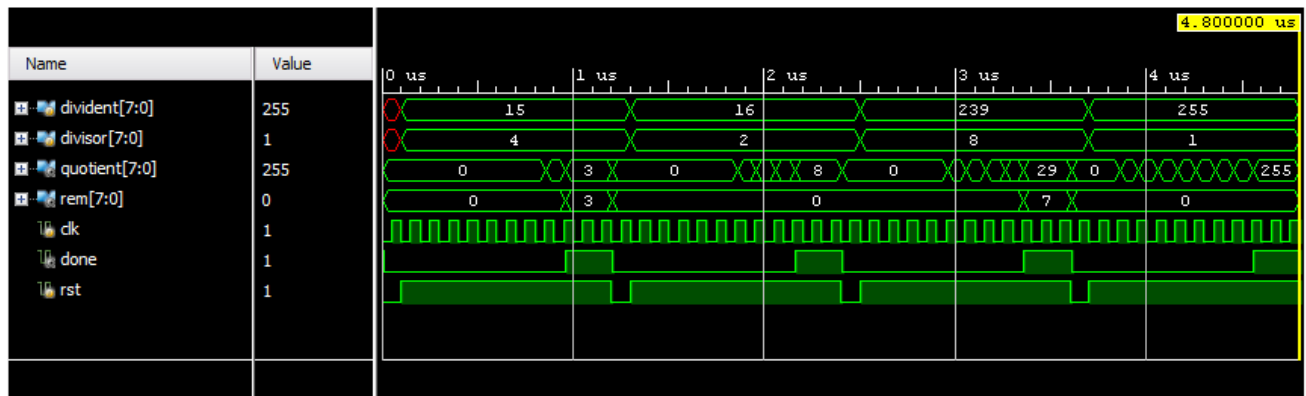 4.800000 us
Name Value
0 us 1 us 2 us 3 us 4 us
divident[7:0] 255 15 16 239 255
divisor[7:0] 1 4 2 8 1
quotient[7:0] 255 0 3 0 8 0 29 0 255
rem[7:0] 0 0 3 0 7 0
clk 1
done 1
rst 1